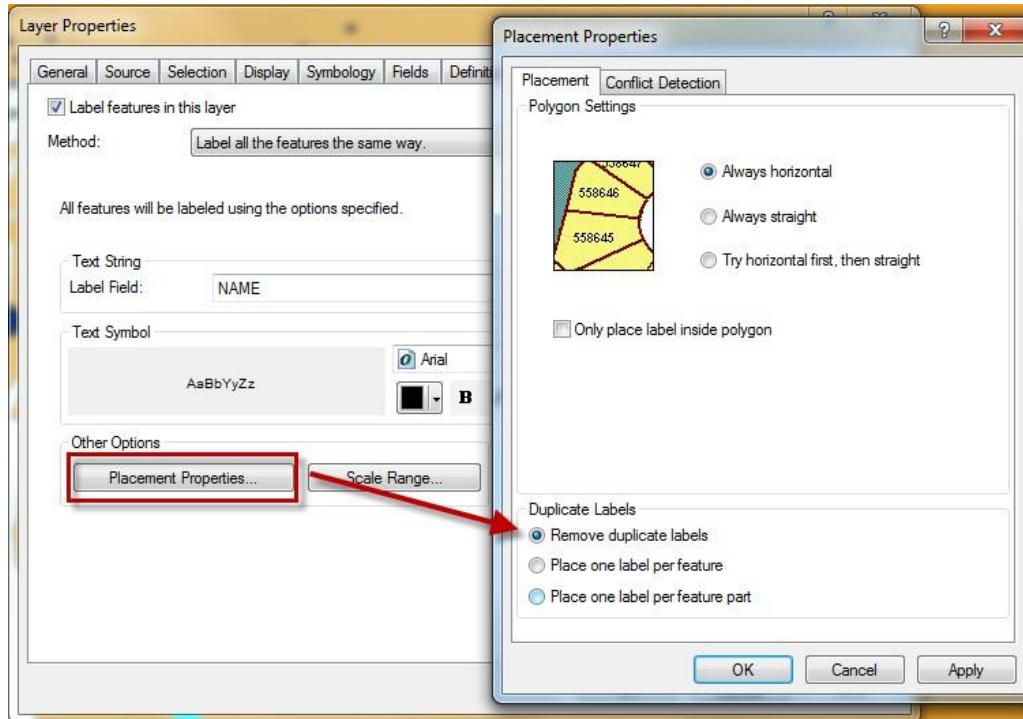 Layer Properties
General Source Selection Display Symbology Fields
Label features in this layer
Method: Label all the features the same way.
All features will be labeled using the options specified.
Text String
Label Field: NAME
Text Symbol
AaBbYyZz
Arial
B
Other Options
Placement Properties...
Scale Range...
Placement Properties
?
X
Placement Conflict Detection
Polygon Settings
558647
558646
558645
Always horizontal
Always straight
Try horizontal first, then straight
Only place label inside polygon
Duplicate Labels
Remove duplicate labels
Place one label per feature
Place one label per feature part
OK Cancel Apply